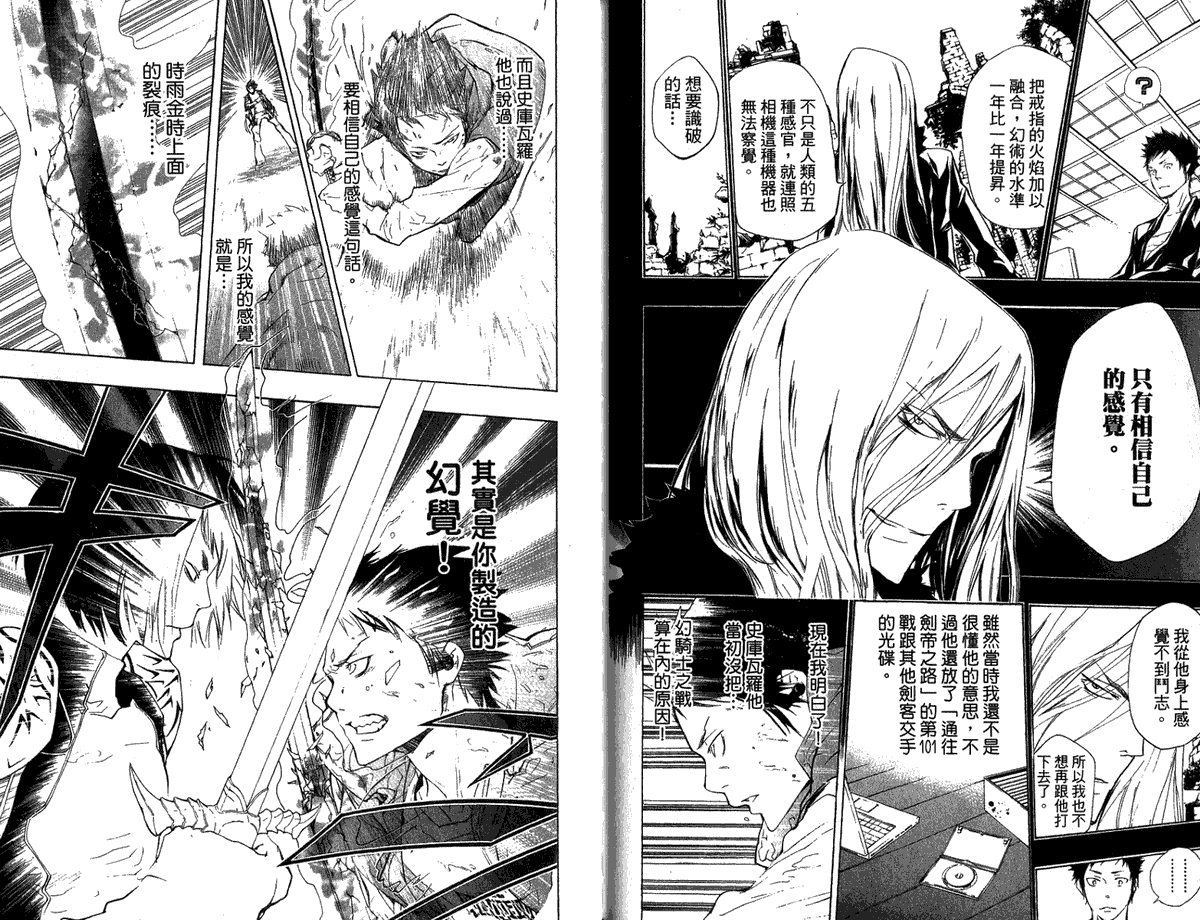 ?
把戒指的火焰加以
融合，幻術的水準
一年比一年提昇。
不只是人類的五
種感官，就連照
相機這種機器也
無法察覺。
想要識破
的話…
只有相信自己
的感覺。
我從他身上感
覺不到鬥志。
所以我也不
想再跟他打
下去了。
………
雖然當時我還不是
很懂他的意思，不
過他還放了「通往
劍帝之路」的第101
戰跟其他劍客交手
的光碟。
現在我明白了！
史庫瓦羅他
當初沒把…
幻騎士之戰
算在內的原因！
而且史庫瓦羅
他也說過……
要相信自己的感覺這句話。
所以我的感覺
就是…
時雨金時上面
的裂痕……
其實是你製造的
幻覺！